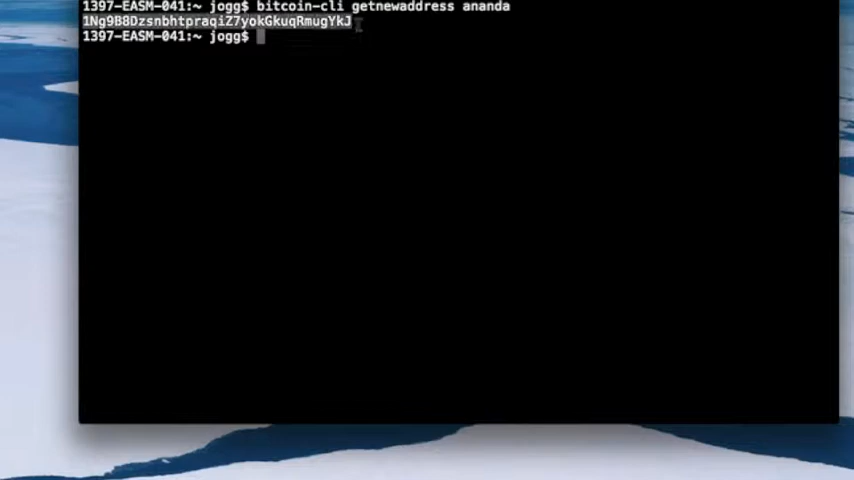 1397-EASM-041:~ jogg$ bitcoin-cli getnewaddress ananda
1Ng9B8DzsnbhtpraqiZ7yokGkuqRmugYkJ
1397-EASM-041:~ jogg$